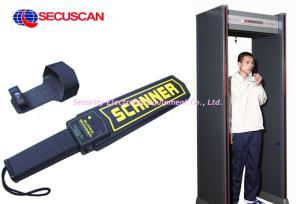 SECUSCAN
Security Electronic Equipment Co., Ltd.
SCANNER